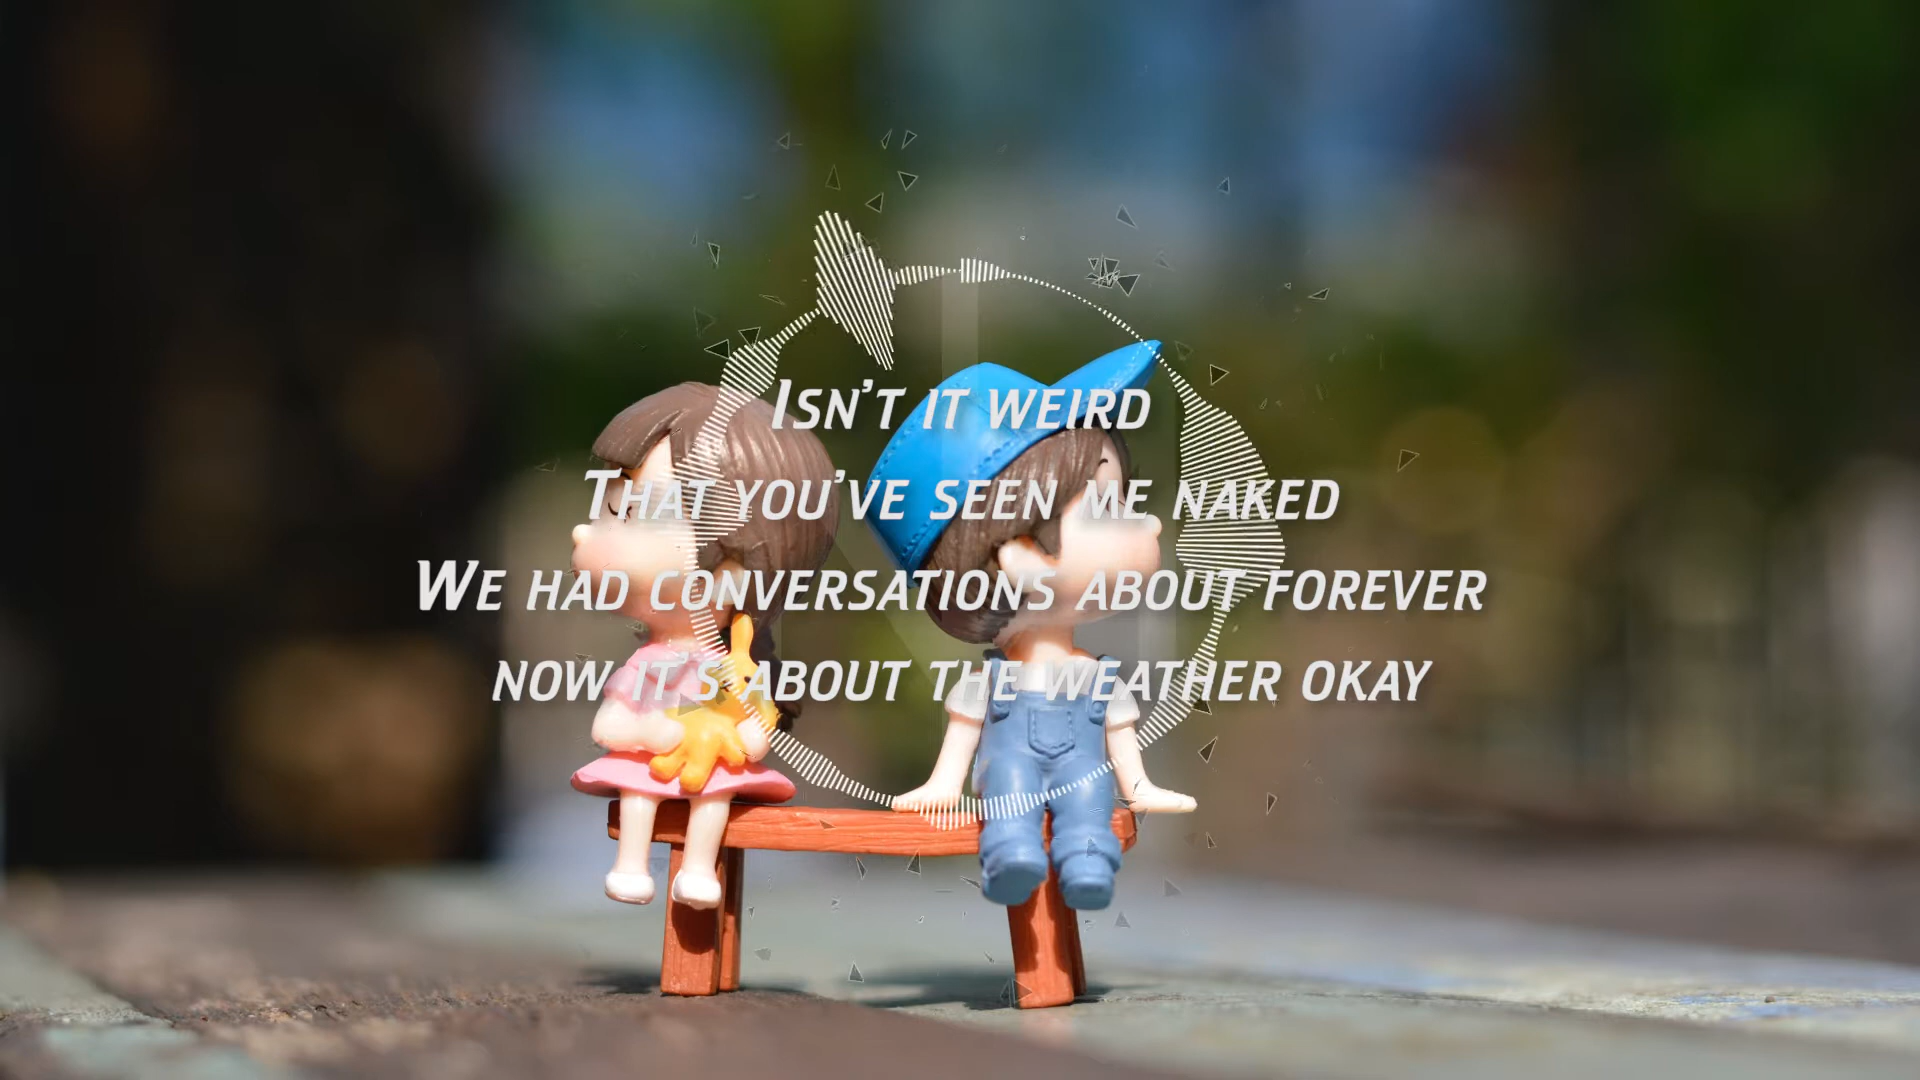 Isn't it weird
That you've seen me naked
We had conversations about forever
now it's about the weather okay